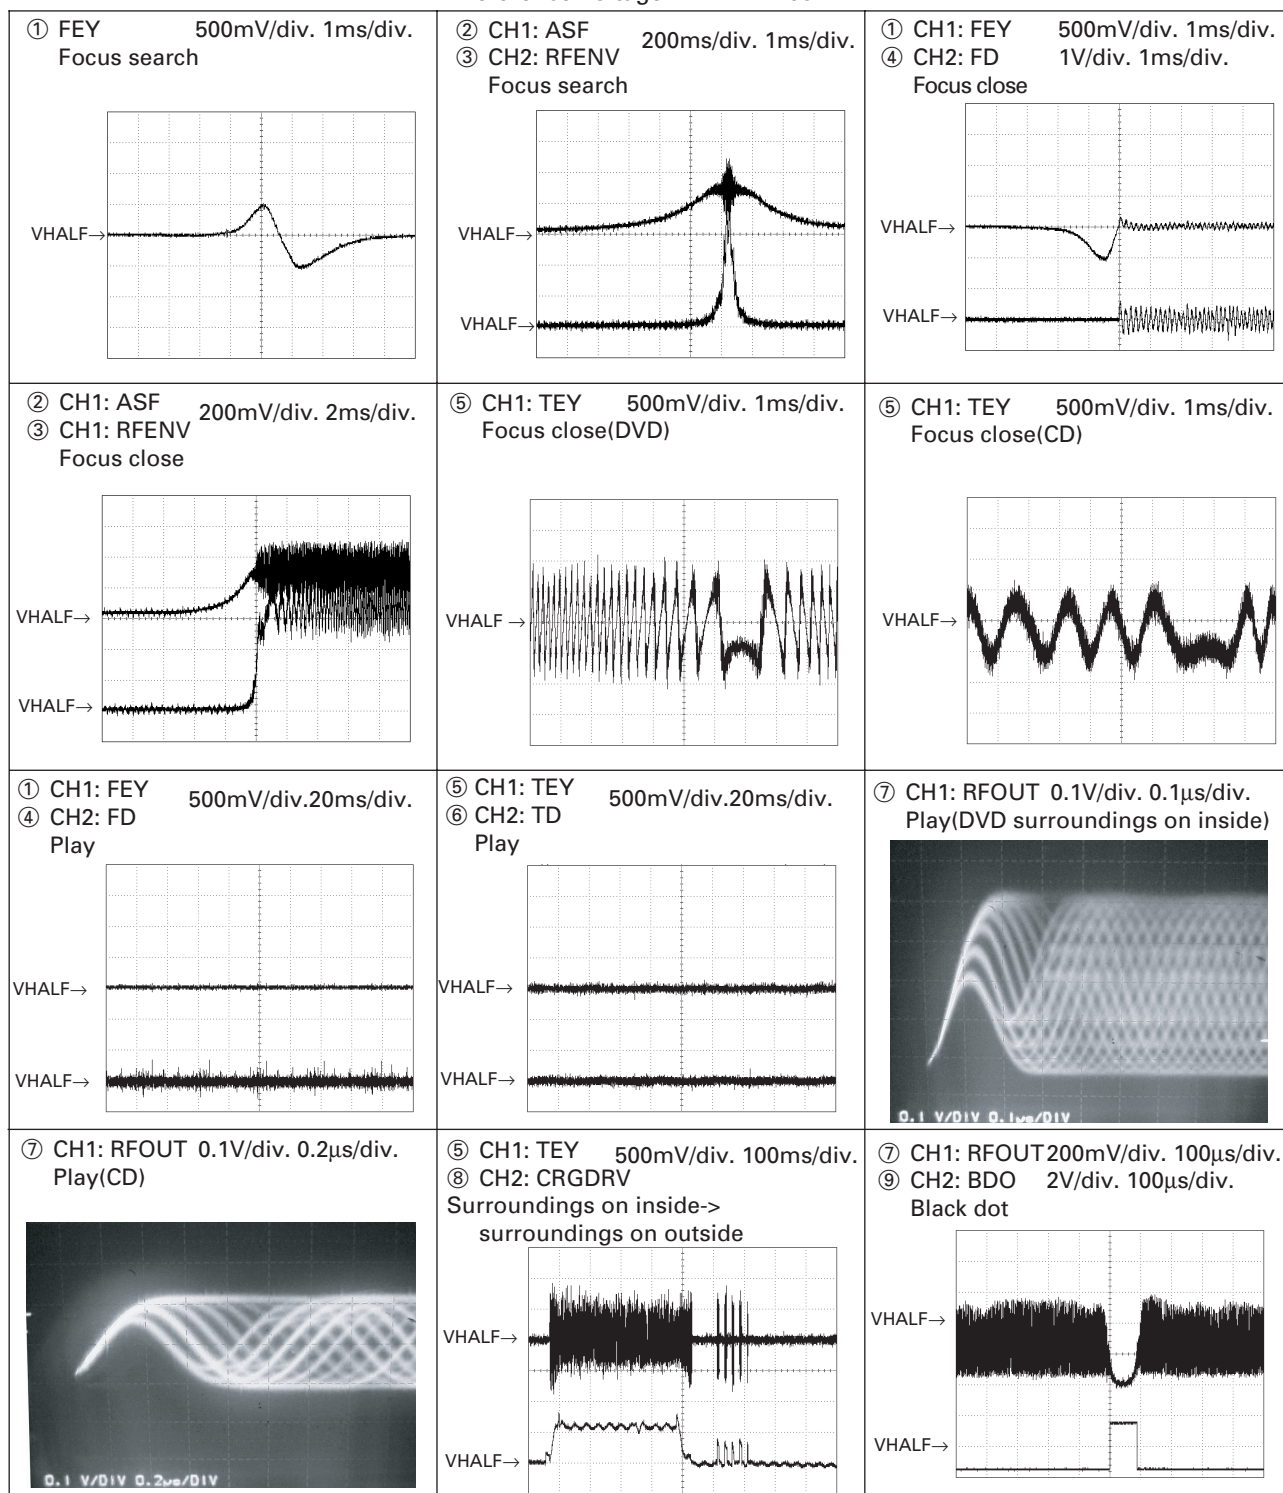 ① FEY 500mV/div. 1ms/div.
Focus search
VHALF→
② CH1: ASF 200ms/div. 1ms/div.
③ CH2: RFENV
Focus search
VHALF→
VHALF→
① CH1: FEY 500mV/div. 1ms/div.
④ CH2: FD 1V/div. 1ms/div.
Focus close
VHALF→
VHALF→
② CH1: ASF 200mV/div. 2ms/div.
③ CH1: RFENV
Focus close
VHALF→
VHALF→
⑤ CH1: TEY 500mV/div. 1ms/div.
Focus close(DVD)
VHALF →
⑤ CH1: TEY 500mV/div. 1ms/div.
Focus close(CD)
VHALF→
① CH1: FEY 500mV/div.20ms/div.
④ CH2: FD
Play
VHALF→
VHALF→
⑤ CH1: TEY 500mV/div.20ms/div.
⑥ CH2: TD
Play
VHALF→
VHALF→
⑦ CH1: RFOUT 0.1V/div. 0.1µs/div.
Play(DVD surroundings on inside)
0.1 V/DIV 0.1µs/DIV
⑦ CH1: RFOUT 0.1V/div. 0.2µs/div.
Play(CD)
0.1 V/DIV 0.2µs/DIV
⑤ CH1: TEY 500mV/div. 100ms/div.
⑧ CH2: CRGDRV
Surroundings on inside->
surroundings on outside
VHALF→
VHALF→
⑦ CH1: RFOUT 200mV/div. 100µs/div.
⑨ CH2: BDO 2V/div. 100µs/div.
Black dot
VHALF→
VHALF→